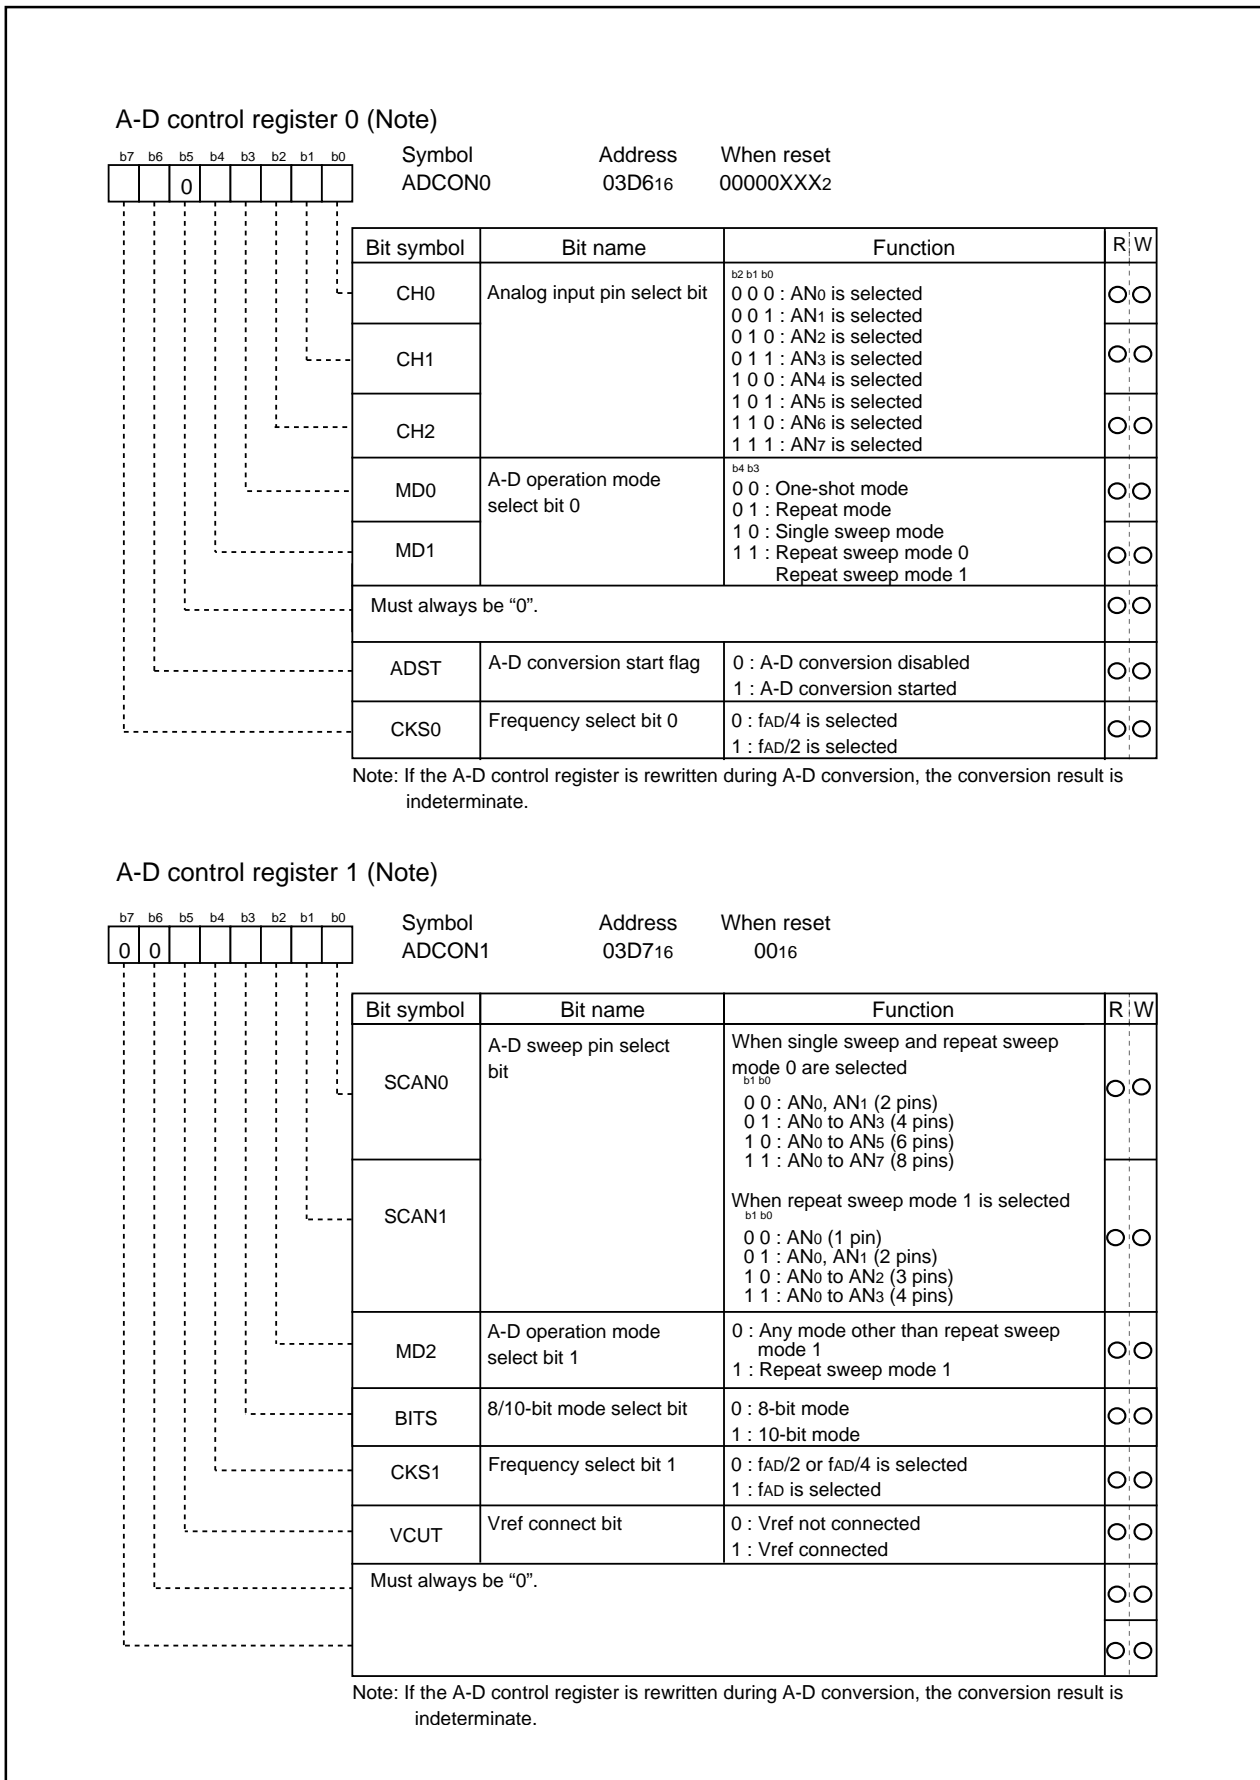 A-D control register 0 (Note)
b7 b6 b5 b4 b3 b2 b1 b0
Symbol Address When reset
0
ADCON0 03D616 00000XXX2
Bit symbol Bit name Function R W
CH0 Analog input pin select bit
b2 b1 b0
0 0 0 : AN0 is selected
0 0 1 : AN1 is selected
0 1 0 : AN2 is selected
CH1
0 1 1 : AN3 is selected
1 0 0 : AN4 is selected
1 0 1 : AN5 is selected
CH2
1 1 0 : AN6 is selected
1 1 1 : AN7 is selected
MD0
A-D operation mode
select bit 0
b4 b3
0 0 : One-shot mode
0 1 : Repeat mode
MD1
1 0 : Single sweep mode
1 1 : Repeat sweep mode 0
Repeat sweep mode 1
Must always be “0”.
ADST A-D conversion start flag 0 : A-D conversion disabled
1 : A-D conversion started
CKS0 Frequency select bit 0 0 : fAD/4 is selected
1 : fAD/2 is selected
Note: If the A-D control register is rewritten during A-D conversion, the conversion result is
indeterminate.
A-D control register 1 (Note)
b7 b6 b5 b4 b3 b2 b1 b0
Symbol Address When reset
0 0
ADCON1 03D716 0016
Bit symbol Bit name Function R W
SCAN0
A-D sweep pin select
bit
When single sweep and repeat sweep
mode 0 are selected
b1 b0
0 0 : AN0, AN1 (2 pins)
0 1 : AN0 to AN3 (4 pins)
1 0 : AN0 to AN5 (6 pins)
1 1 : AN0 to AN7 (8 pins)
SCAN1
When repeat sweep mode 1 is selected
b1 b0
0 0 : AN0 (1 pin)
0 1 : AN0, AN1 (2 pins)
1 0 : AN0 to AN2 (3 pins)
1 1 : AN0 to AN3 (4 pins)
MD2
A-D operation mode
select bit 1
0 : Any mode other than repeat sweep
mode 1
1 : Repeat sweep mode 1
BITS 8/10-bit mode select bit 0 : 8-bit mode
1 : 10-bit mode
CKS1 Frequency select bit 1 0 : fAD/2 or fAD/4 is selected
1 : fAD is selected
VCUT Vref connect bit 0 : Vref not connected
1 : Vref connected
Must always be “0”.
Note: If the A-D control register is rewritten during A-D conversion, the conversion result is
indeterminate.